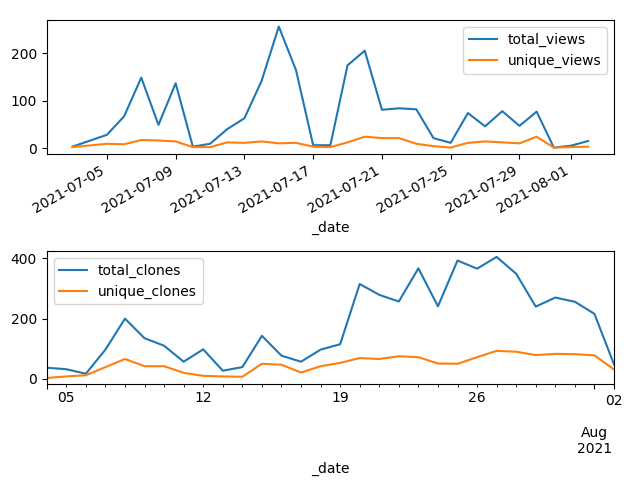 200
100
0
total_views
unique_views
2021-07-05
2021-07-09
2021-07-13
2021-07-17
2021-07-21
2021-07-25
2021-07-29
2021-08-01
_date
400
200
0
total_clones
unique_clones
05
12
19
26
02
Aug
2021
_date